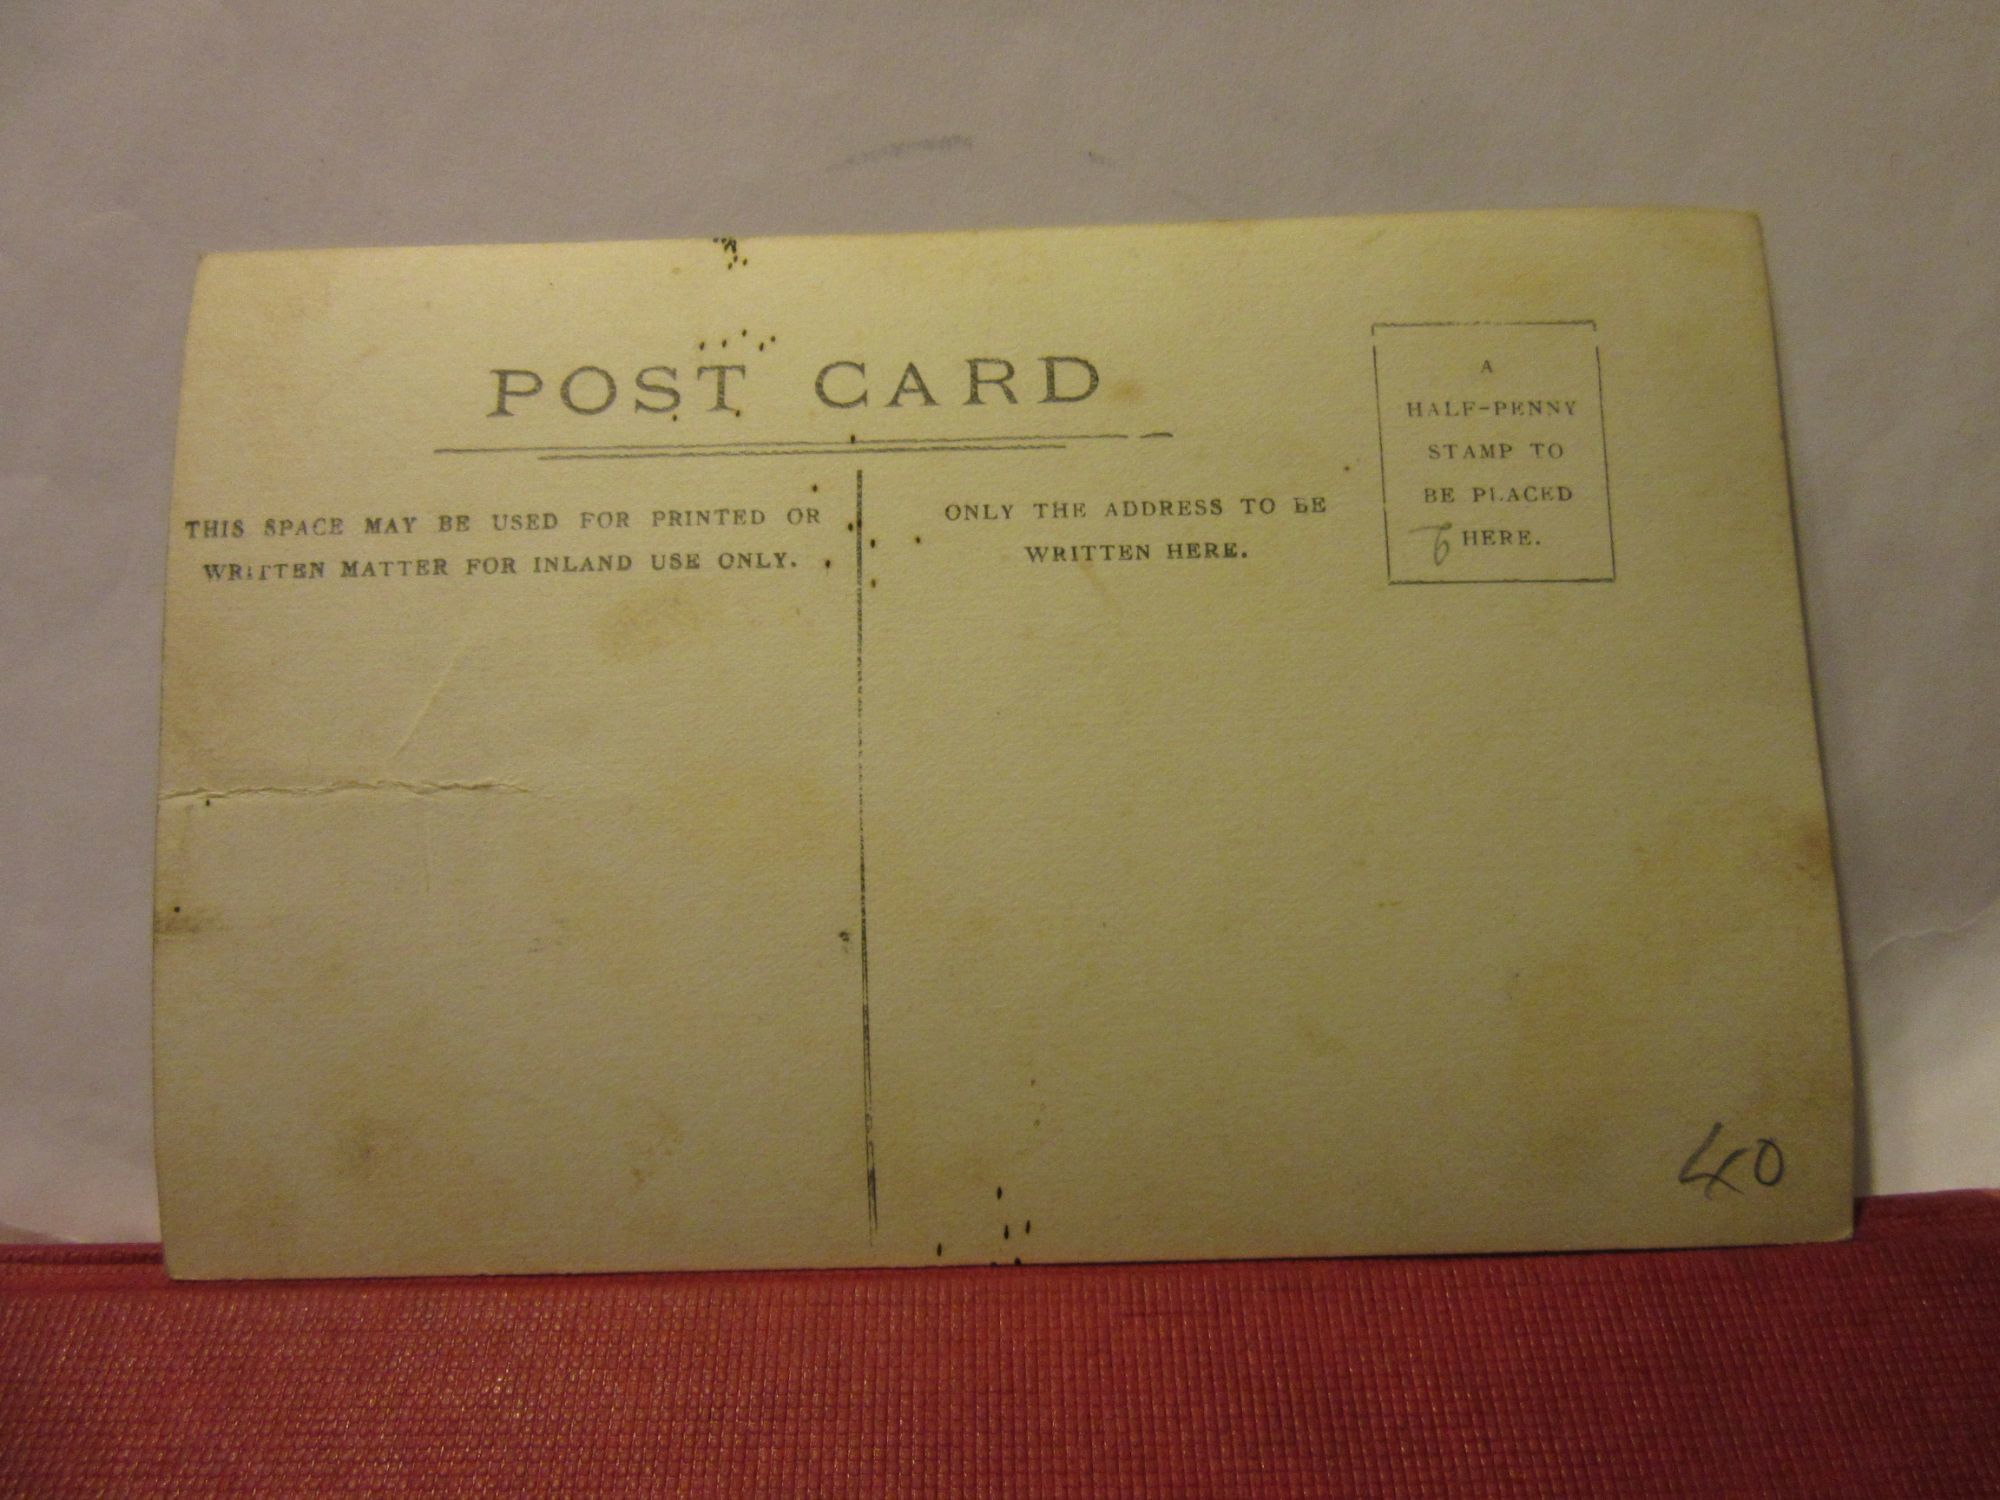 POST CARD
THIS SPACE MAY BE USED FOR PRINTED OR
WRITTEN MATTER FOR INLAND USE ONLY.
ONLY THE ADDRESS TO BE
WRITTEN HERE.
A
HALF-PENNY
STAMP TO
BE PLACED
HERE.
6
40